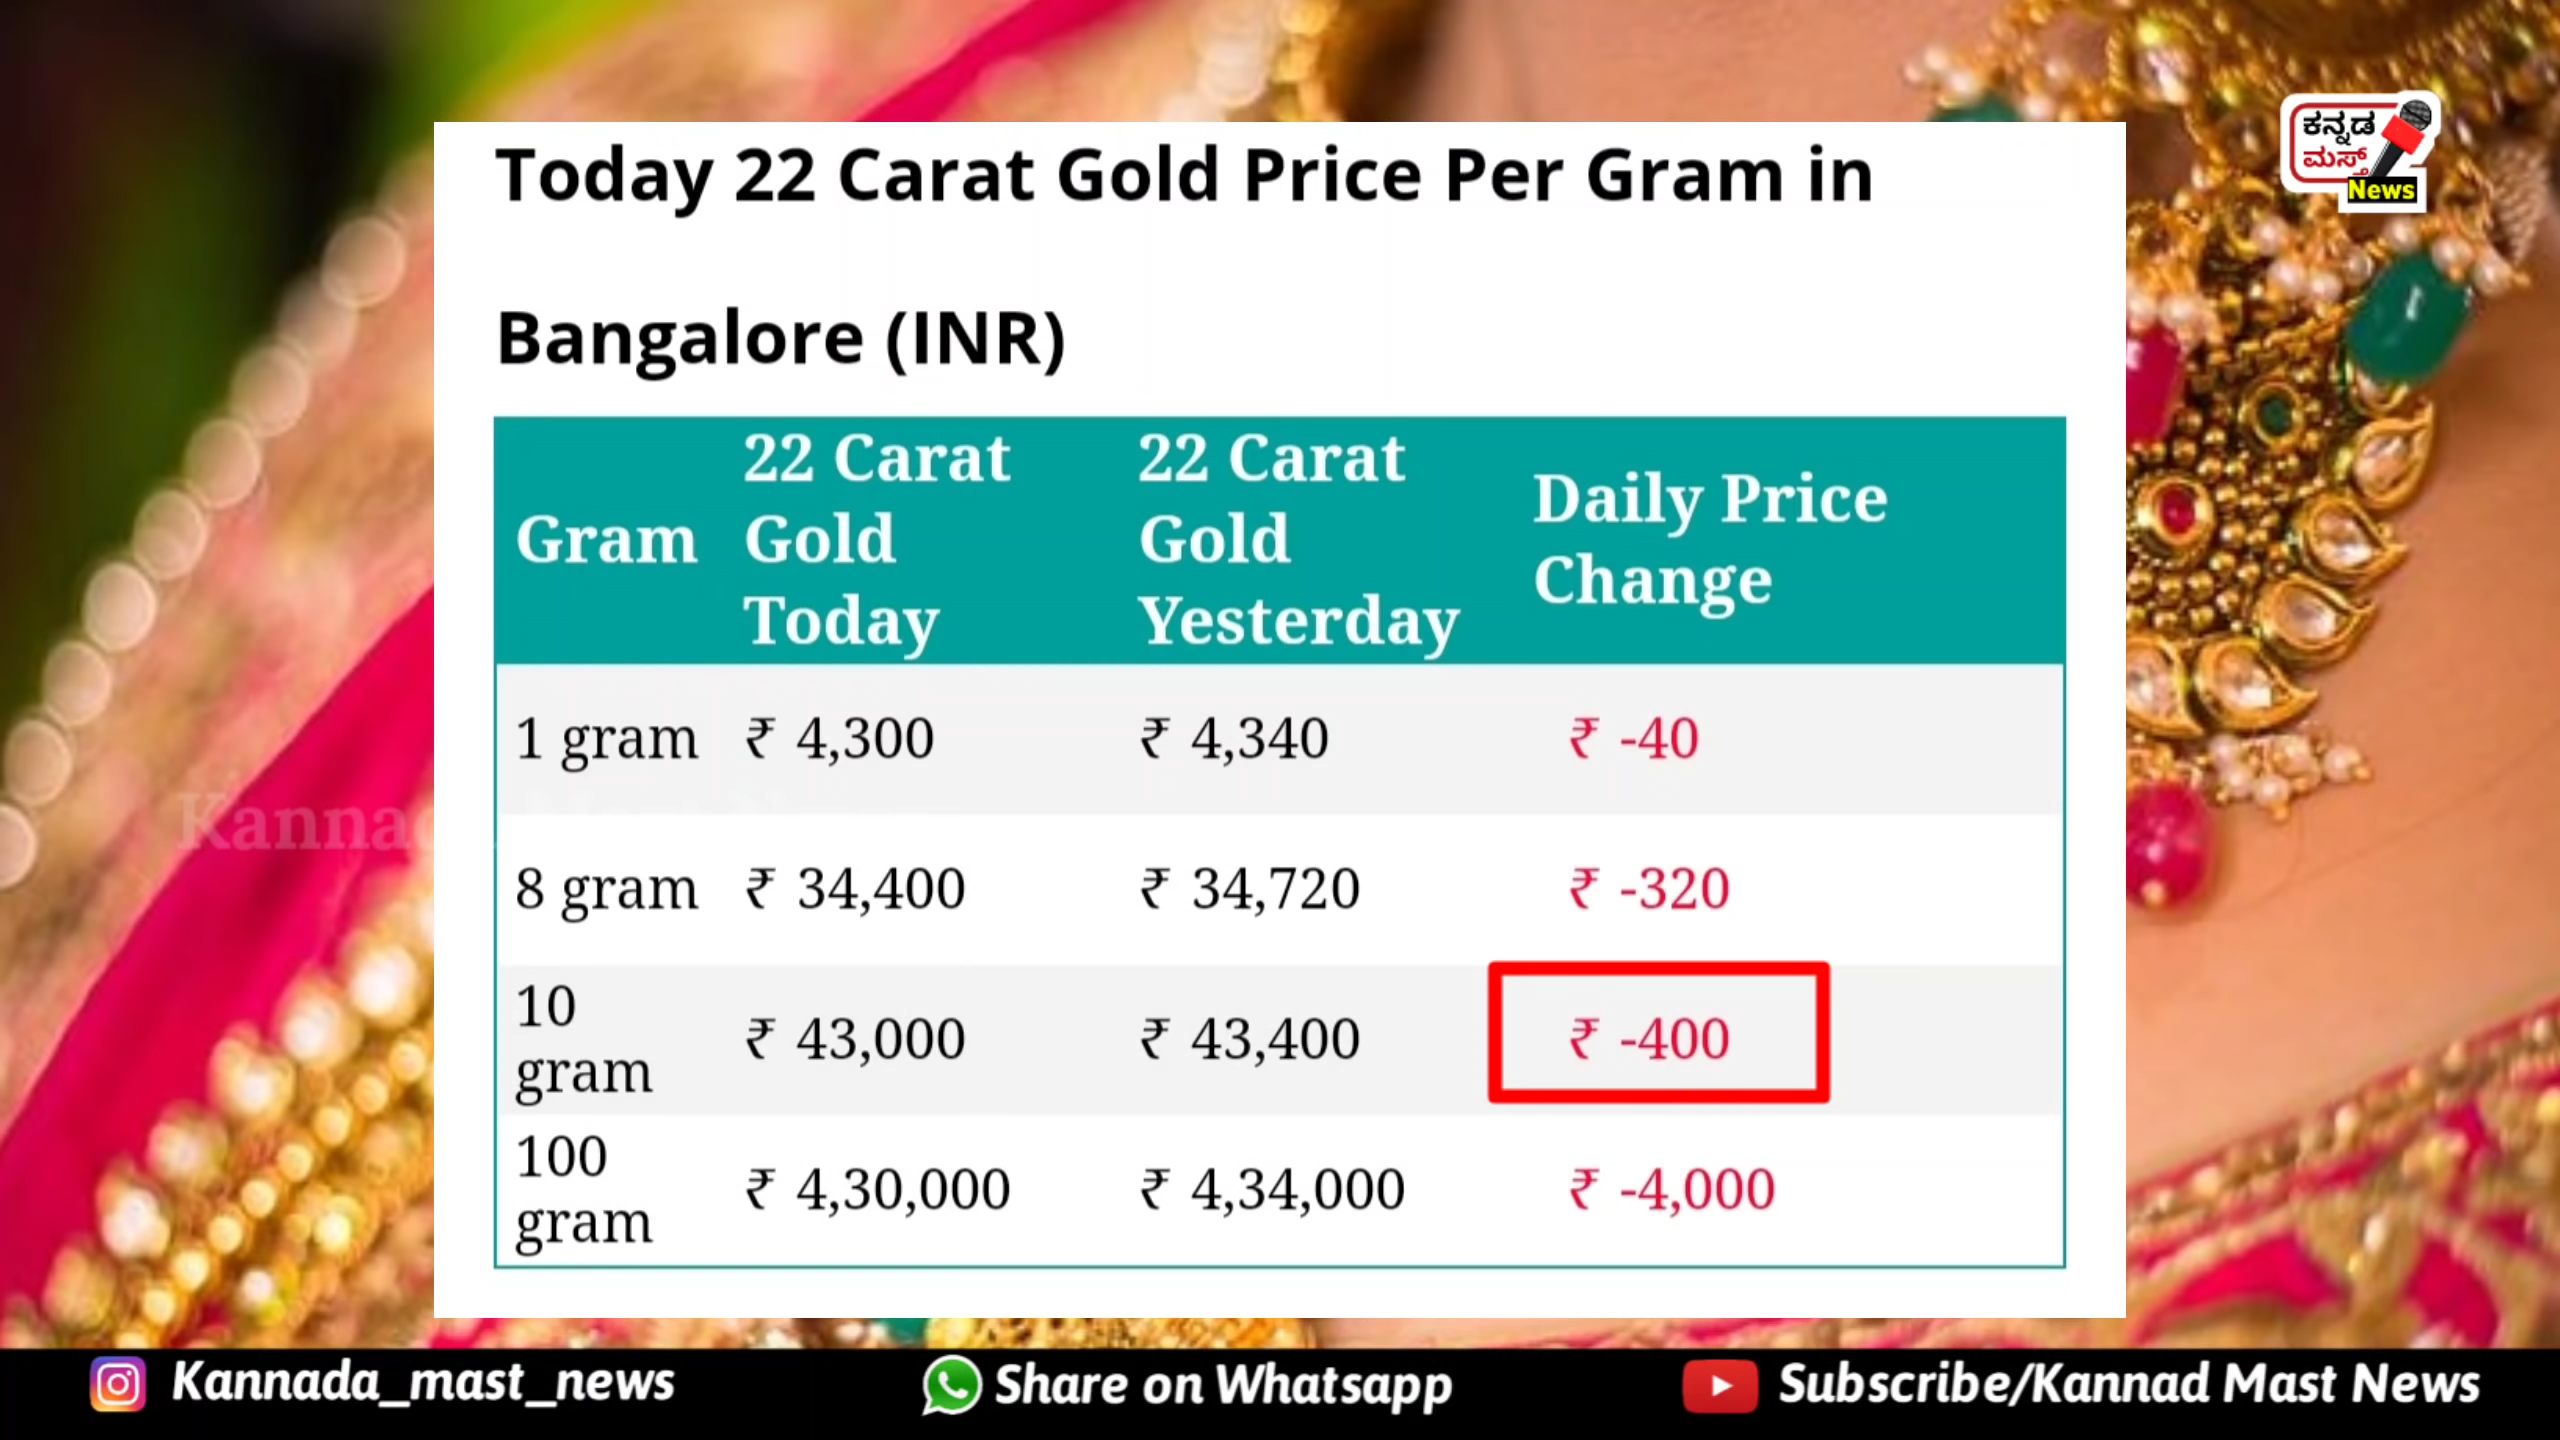 ಕನ್ನಡ
ಮಸ್ತ್
News
Today 22 Carat Gold Price Per Gram in
Bangalore (INR)
Gram 22 Carat Gold Today 22 Carat Gold Yesterday Daily Price Change
1 gram ₹ 4,300 ₹ 4,340 ₹ -40
8 gram ₹ 34,400 ₹ 34,720 ₹ -320
10 gram ₹ 43,000 ₹ 43,400 ₹ -400
100 gram ₹ 4,30,000 ₹ 4,34,000 ₹ -4,000
Kannada_mast_news Share on Whatsapp Subscribe/Kannad Mast News